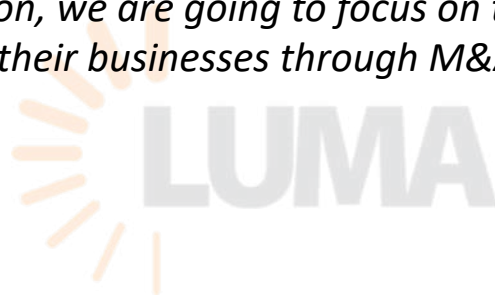 on, we are going to focus on
their businesses through M&
LUMA